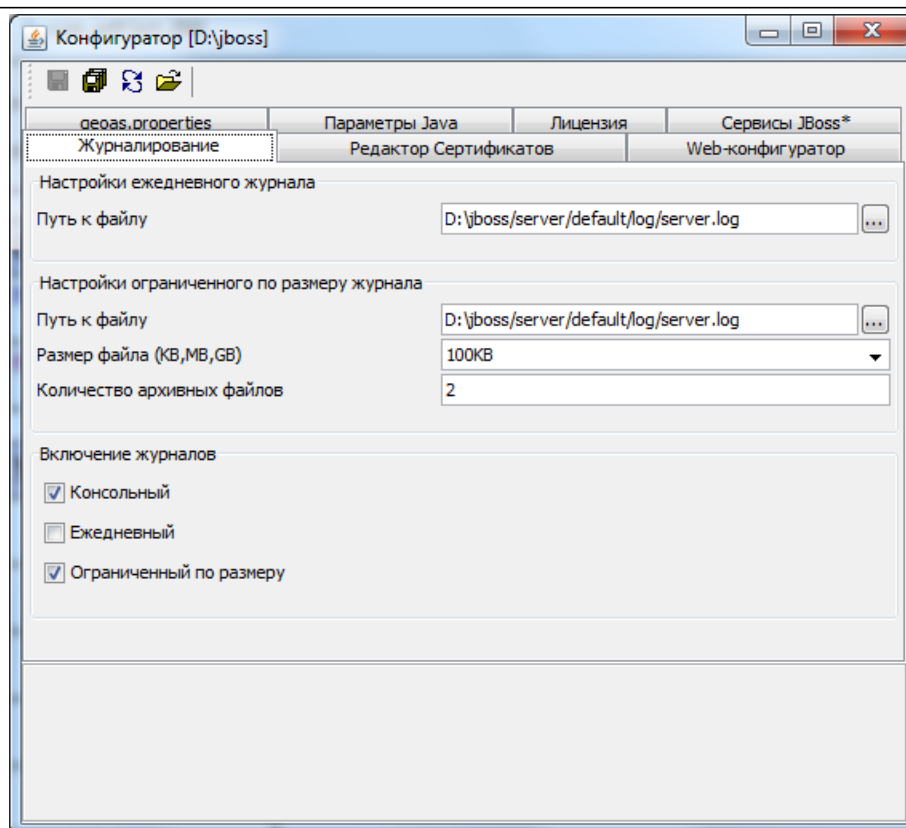 Конфигуратор [D:\jboss]
geoas.properties Параметры Java Лицензия Сервисы JBoss*
Журналирование Редактор Сертификатов Web-конфигуратор
Настройки ежедневного журнала
Путь к файлу D:\jboss/server/default/log/server.log ...
Настройки ограниченного по размеру журнала
Путь к файлу D:\jboss/server/default/log/server.log ...
Размер файла (KB,MB,GB) 100KB
Количество архивных файлов 2
Включение журналов
Консольный
Ежедневный
Ограниченный по размеру